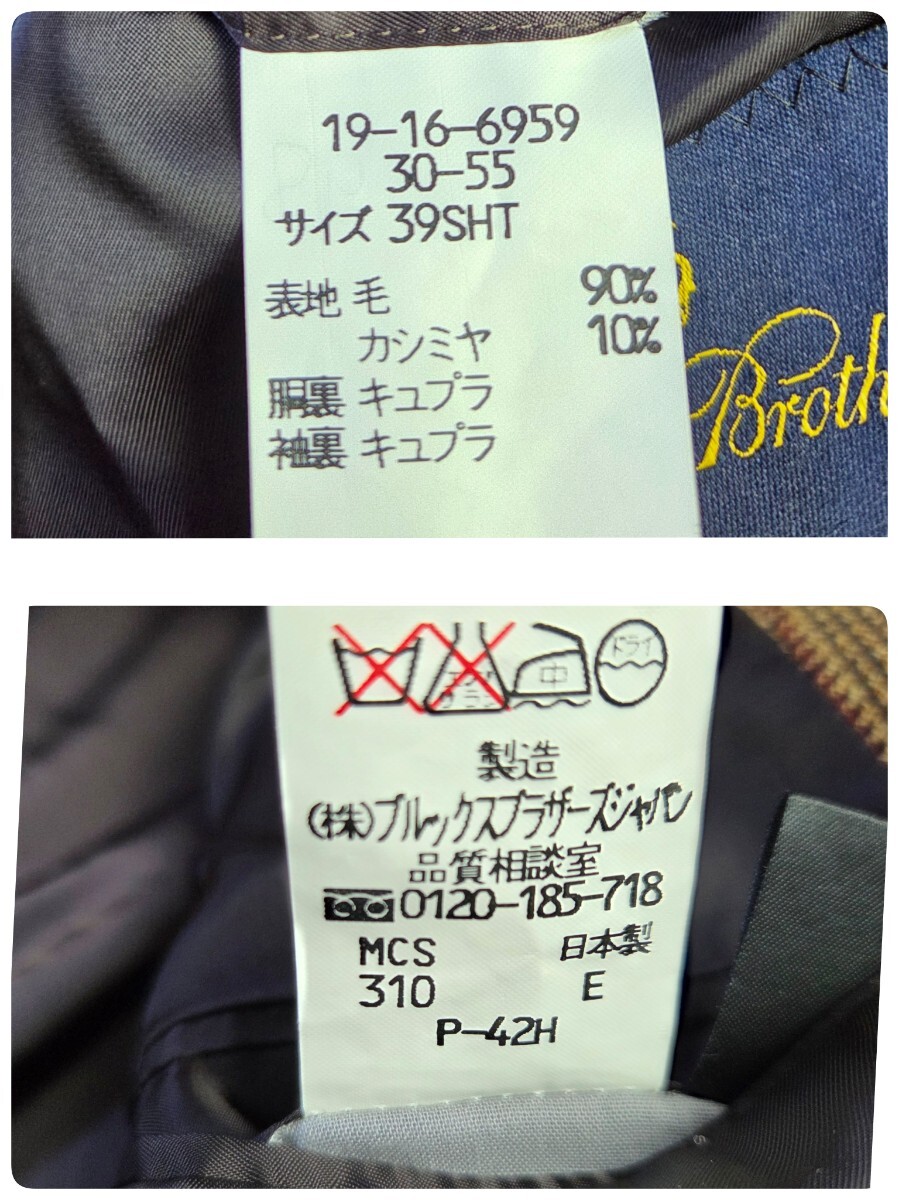 19-16-6959
30-55
サイズ 39SHT
表地 毛 90%
カシミヤ 10%
胴裏 キュプラ
袖裏 キュプラ
Broth
中
ドライ
製造
(株)ブルックスブラザーズジャパン
品質相談室
0120-185-718
MCS 日本製
310 E
P-42H